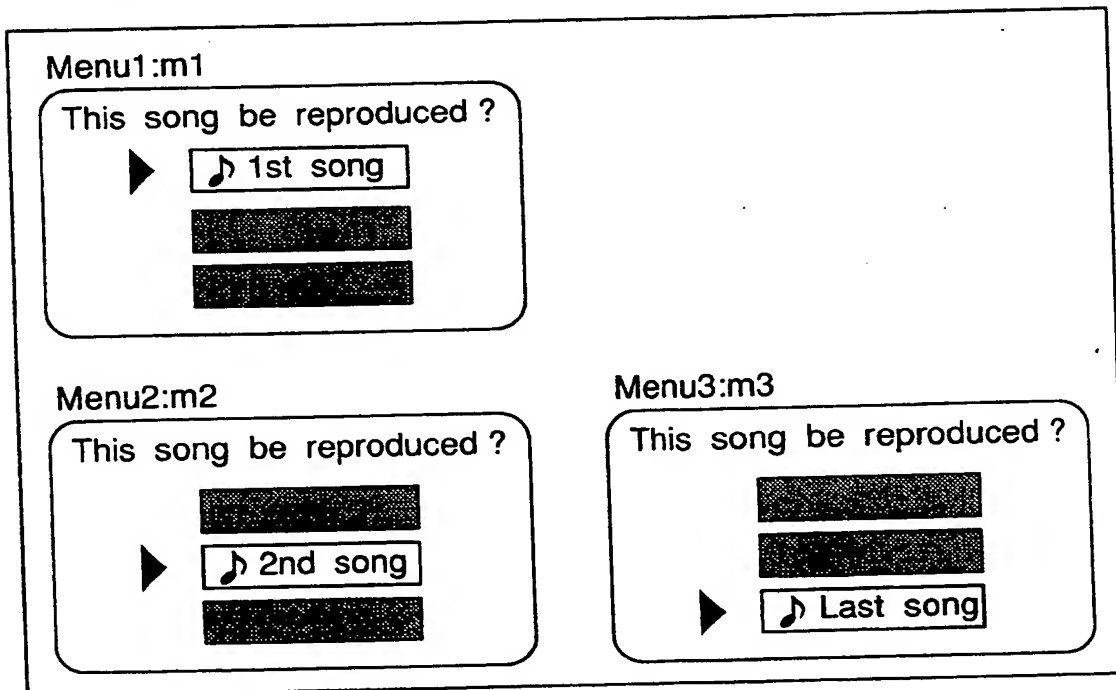 Menu1:m1
This song be reproduced ?
♪ 1st song
Menu2:m2
This song be reproduced ?
♪ 2nd song
Menu3:m3
This song be reproduced ?
♪ Last song